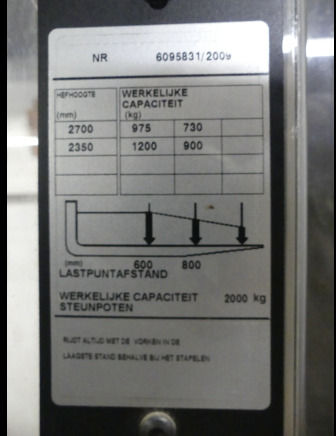 NR 6095831/2009
HEFHOOGTE WERKELIJKE
CAPACITEIT
(mm) (kg)
2700 975 730
2350 1200 900
(mm) 600 800
LASTPUNTAFSTAND
WERKELIJKE CAPACITEIT 2000 kg
STEUNPOTEN
RIJDT ALTIJD MET DE VORKEN IN DE
LAAGSTE STAND BEHALVE BIJ HET STAPELEN